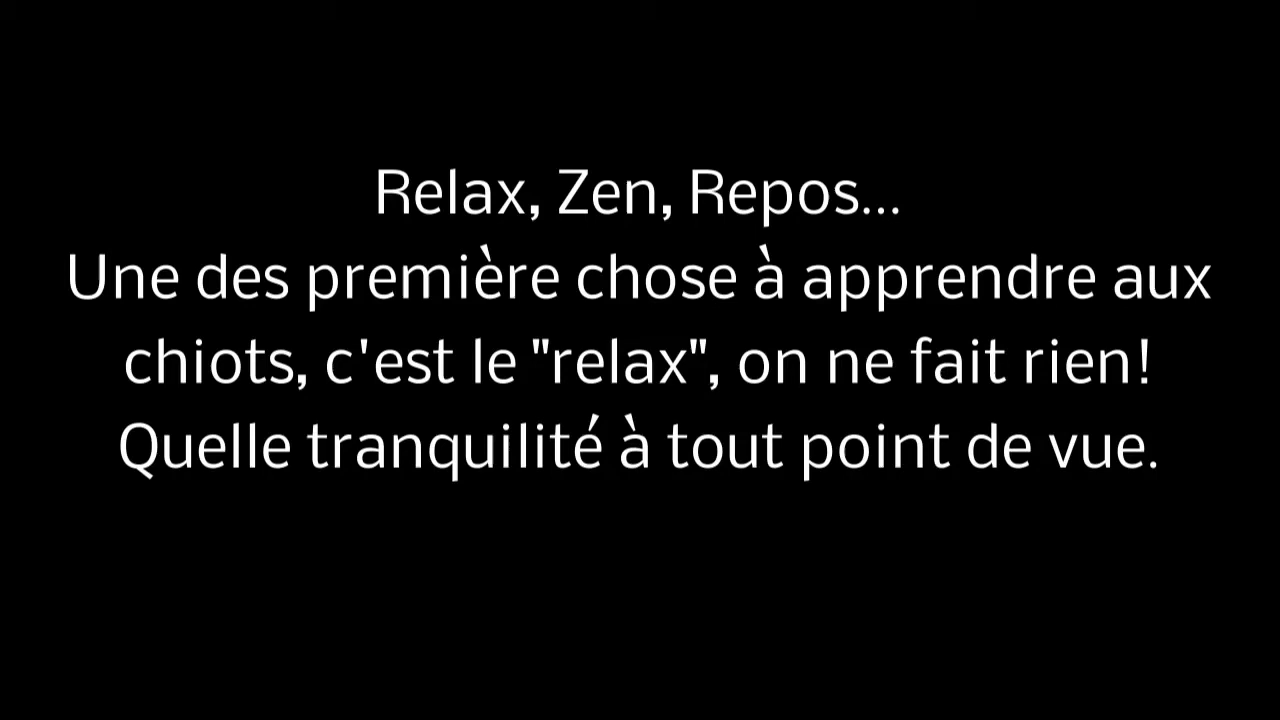 Relax, Zen, Repos...
Une des première chose à apprendre aux
chiots, c'est le "relax", on ne fait rien!
Quelle tranquilité à tout point de vue.